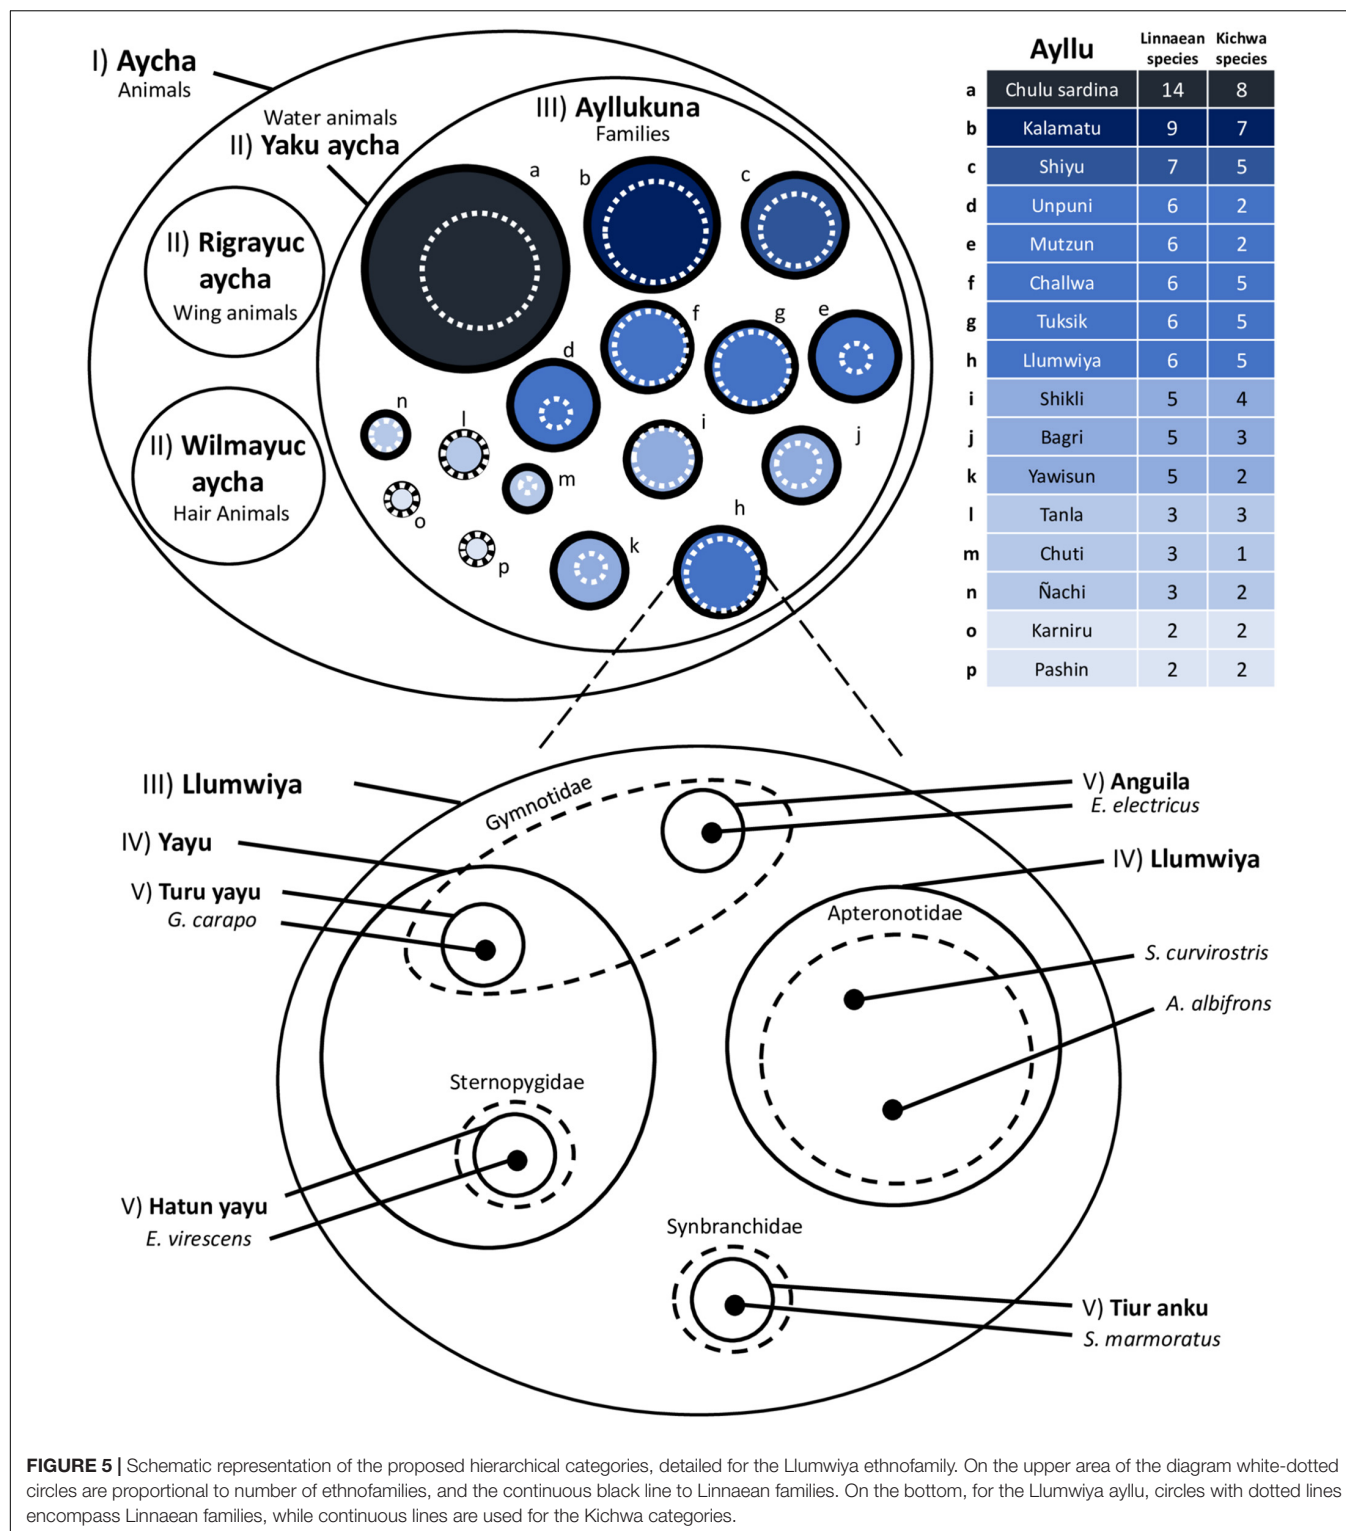 I) Aycha
Animals
Water animals
II) Yaku aycha
III) Ayllukuna
Families
II) Rigrayuc
aycha
Wing animals
II) Wilmayuc
aycha
Hair Animals
a
b
c
d
e
f
g
h
i
j
k
l
m
n
o
p
Ayllu Linnaean species Kichwa species
a Chulu sardina 14 8
b Kalamatu 9 7
c Shiyu 7 5
d Unpuni 6 2
e Mutzun 6 2
f Challwa 6 5
g Tuksik 6 5
h Llumwiya 6 5
i Shikli 5 4
j Bagri 5 3
k Yawisun 5 2
l Tanla 3 3
m Chuti 3 1
n Ñachi 3 2
o Karniru 2 2
p Pashin 2 2
III) Llumwiya
IV) Yayu
V) Turu yayu
G. carapo
Gymnotidae
V) Anguila
E. electricus
IV) Llumwiya
Apteronotidae
S. curvirostris
A. albifrons
Sternopygidae
V) Hatun yayu
E. virescens
Synbranchidae
V) Tiur anku
S. marmoratus
FIGURE 5 | Schematic representation of the proposed hierarchical categories, detailed for the Llumwiya ethnofamily. On the upper area of the diagram white-dotted
circles are proportional to number of ethnofamilies, and the continuous black line to Linnaean families. On the bottom, for the Llumwiya ayllu, circles with dotted lines
encompass Linnaean families, while continuous lines are used for the Kichwa categories.